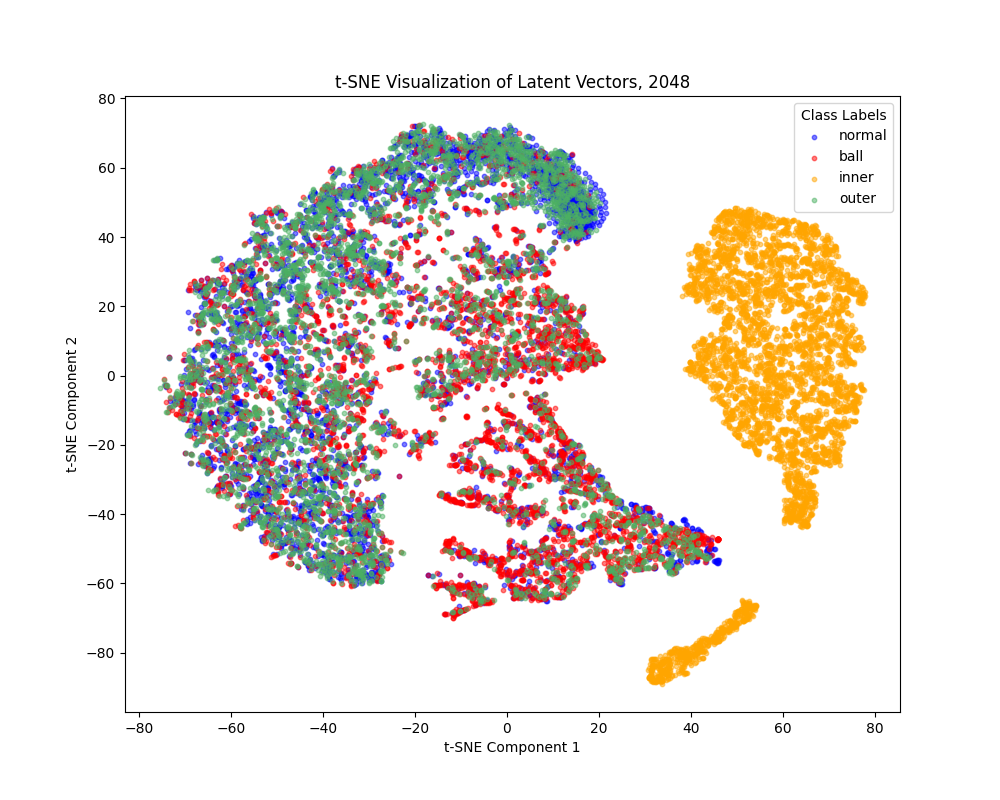 t-SNE Visualization of Latent Vectors, 2048
Class Labels
normal
ball
inner
outer
80
60
40
20
0
−20
−40
−60
−80
t-SNE Component 2
−80
−60
−40
−20
0
20
40
60
80
t-SNE Component 1